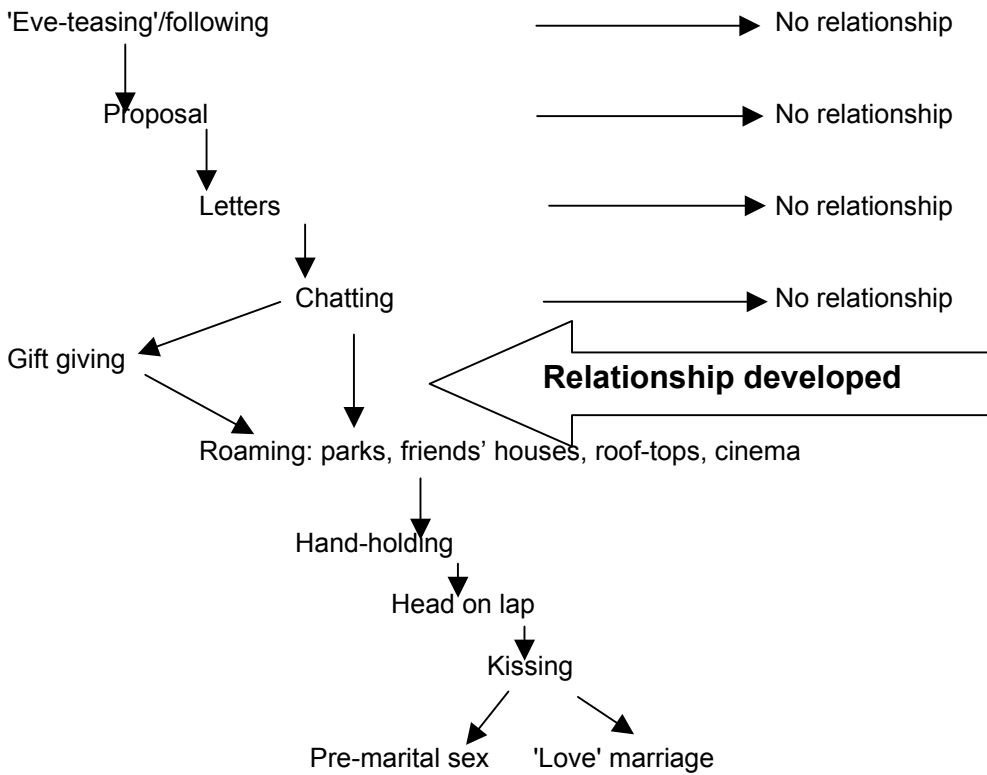 'Eve-teasing'/following
No relationship
Proposal
No relationship
Letters
No relationship
Chatting
No relationship
Gift giving
Relationship developed
Roaming: parks, friends’ houses, roof-tops, cinema
Hand-holding
Head on lap
Kissing
Pre-marital sex
'Love' marriage